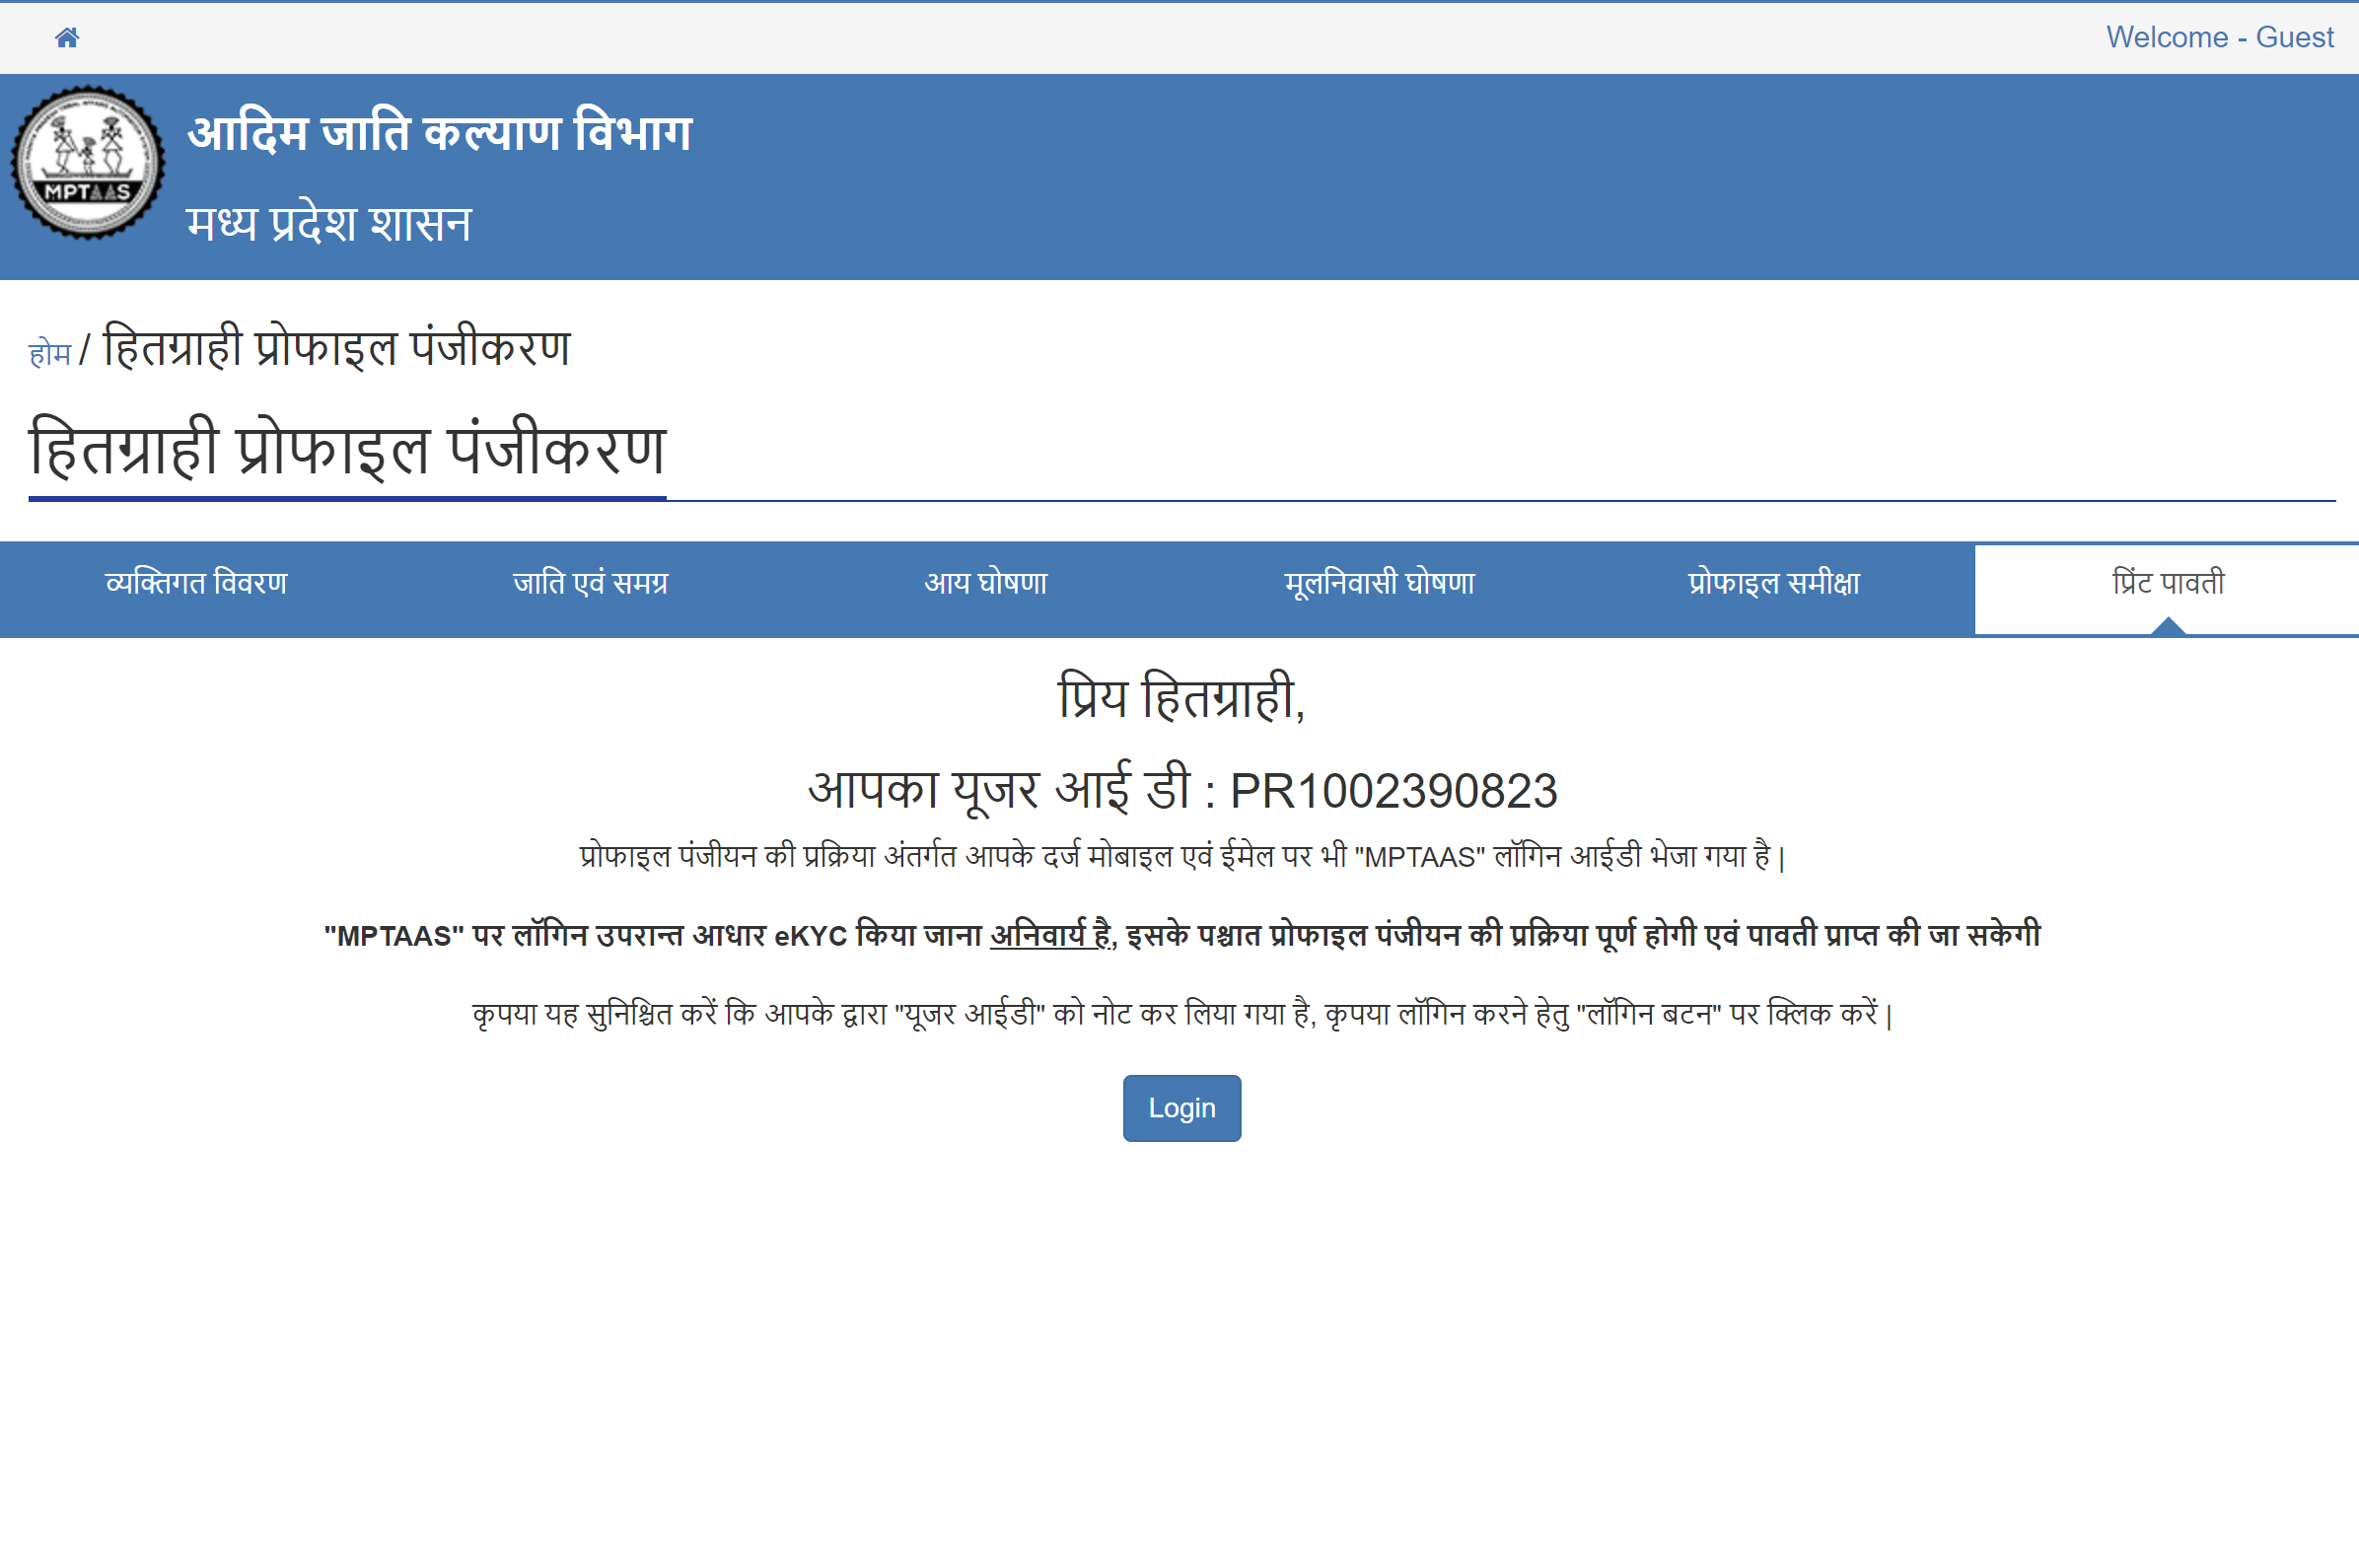 Welcome - Guest
MPTAAS
आदिम जाति कल्याण विभाग
मध्य प्रदेश शासन
होम / हितग्राही प्रोफाइल पंजीकरण
हितग्राही प्रोफाइल पंजीकरण
व्यक्तिगत विवरण जाति एवं समग्र आय घोषणा मूलनिवासी घोषणा प्रोफाइल समीक्षा प्रिंट पावती
प्रिय हितग्राही,
आपका यूजर आई डी : PR1002390823
प्रोफाइल पंजीयन की प्रक्रिया अंतर्गत आपके दर्ज मोबाइल एवं ईमेल पर भी "MPTAAS" लॉगिन आईडी भेजा गया है |
"MPTAAS" पर लॉगिन उपरान्त आधार eKYC किया जाना अनिवार्य है, इसके पश्चात प्रोफाइल पंजीयन की प्रक्रिया पूर्ण होगी एवं पावती प्राप्त की जा सकेगी
कृपया यह सुनिश्चित करें कि आपके द्वारा "यूजर आईडी" को नोट कर लिया गया है, कृपया लॉगिन करने हेतु "लॉगिन बटन" पर क्लिक करें |
Login